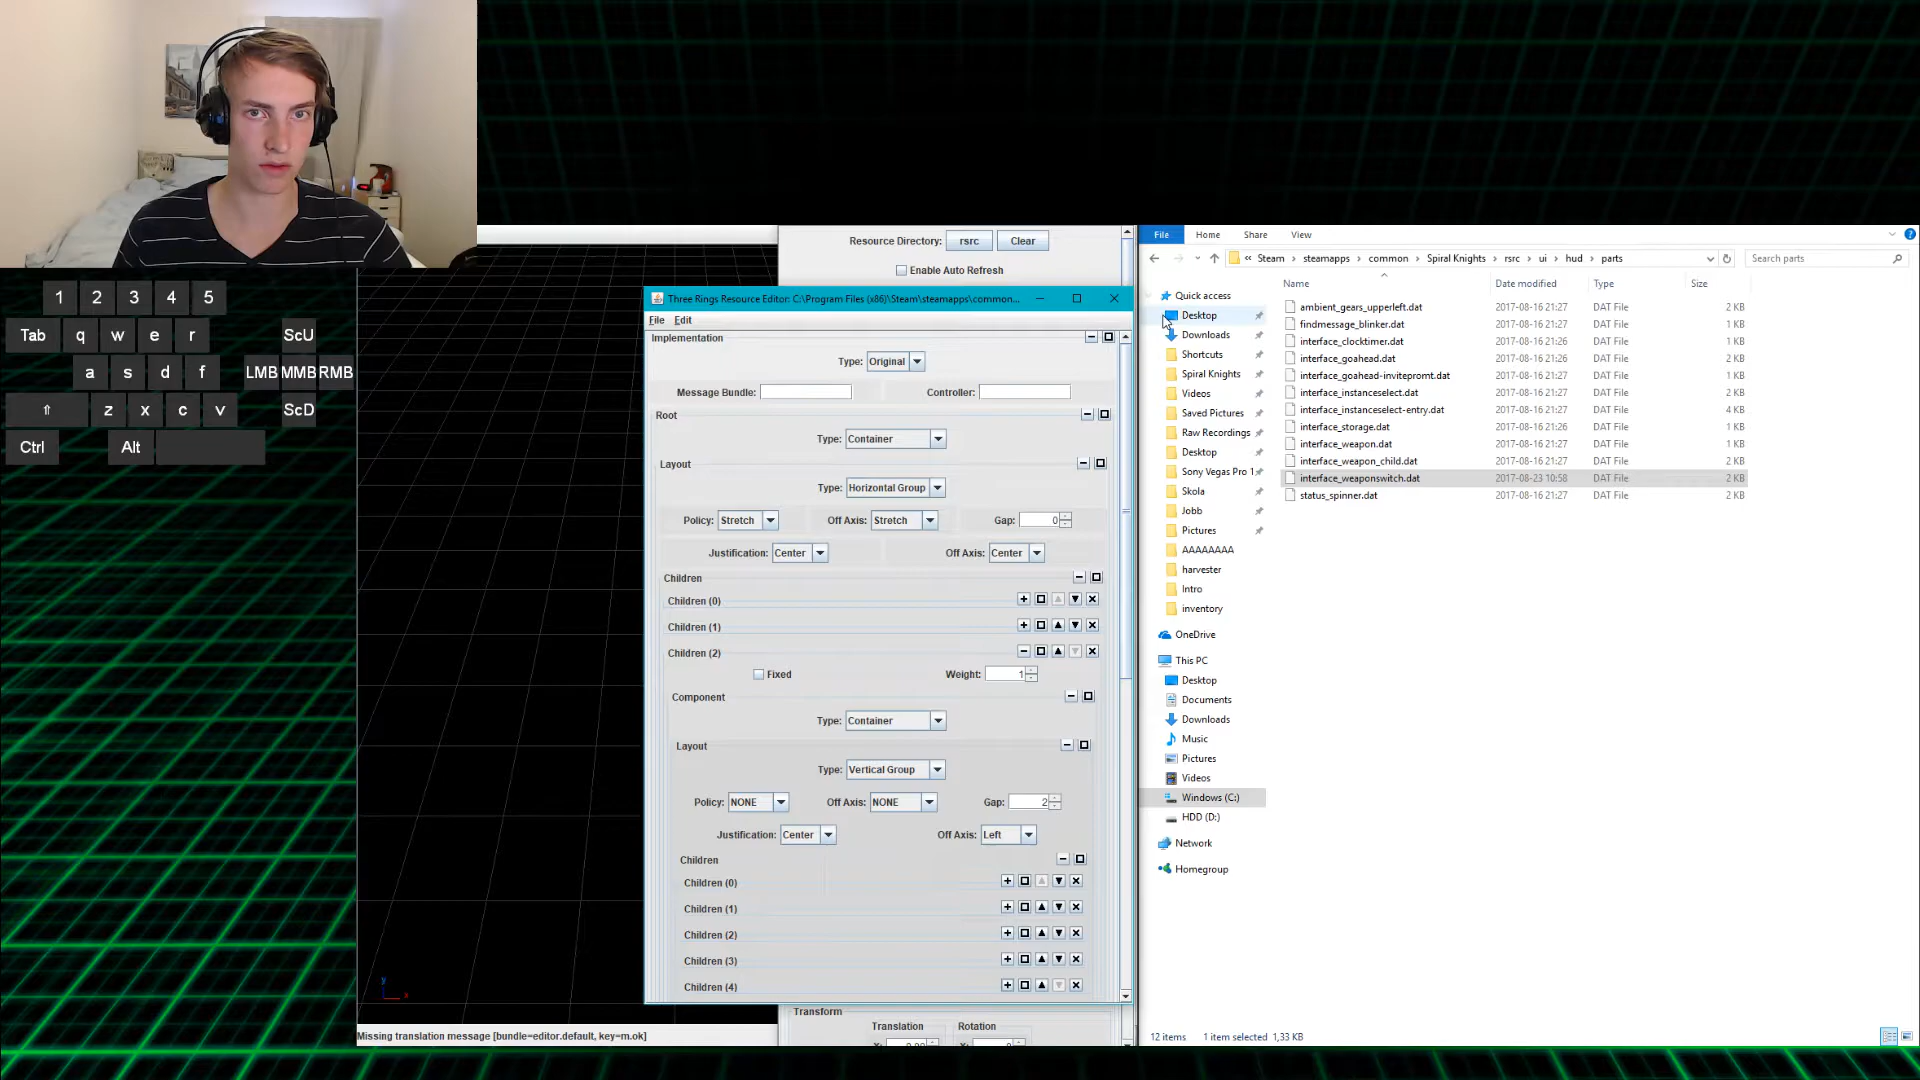 1 2 3 4 5
Tab q w e r ScU
a s d f LMB MMB RMB
⇧ z x c v ScD
Ctrl Alt
Resource Directory: rsrc Clear
Enable Auto Refresh
Three Rings Resource Editor: C:\Program Files (x86)\Steam\steamapps\common...
File Edit
Implementation
Type: Original
Message Bundle: Controller:
Root
Type: Container
Layout
Type: Horizontal Group
Policy: Stretch Off Axis: Stretch Gap: 0
Justification: Center Off Axis: Center
Children
Children (0)
Children (1)
Children (2)
Fixed Weight: 1
Component
Type: Container
Layout
Type: Vertical Group
Policy: NONE Off Axis: NONE Gap: 2
Justification: Center Off Axis: Left
Children
Children (0)
Children (1)
Children (2)
Children (3)
Children (4)
Transform
Translation Rotation
y
x
Missing translation message [bundle=editor.default, key=m.ok]
File Home Share View
« Steam › steamapps › common › Spiral Knights › rsrc › ui › hud › parts
Search parts
Quick access
Desktop
Downloads
Shortcuts
Spiral Knights
Videos
Saved Pictures
Raw Recordings
Desktop
Sony Vegas Pro 1
Skola
Jobb
Pictures
AAAAAAAA
harvester
Intro
inventory
OneDrive
This PC
Desktop
Documents
Downloads
Music
Pictures
Videos
Windows (C:)
HDD (D:)
Network
Homegroup
Name Date modified Type Size
ambient_gears_upperleft.dat 2017-08-16 21:27 DAT File 2 KB
findmessage_blinker.dat 2017-08-16 21:27 DAT File 1 KB
interface_clocktimer.dat 2017-08-16 21:26 DAT File 1 KB
interface_goahead.dat 2017-08-16 21:26 DAT File 2 KB
interface_goahead-invitepromt.dat 2017-08-16 21:27 DAT File 1 KB
interface_instanceselect.dat 2017-08-16 21:27 DAT File 1 KB
interface_instanceselect-entry.dat 2017-08-16 21:27 DAT File 4 KB
interface_storage.dat 2017-08-16 21:26 DAT File 1 KB
interface_weapon.dat 2017-08-16 21:27 DAT File 1 KB
interface_weapon_child.dat 2017-08-16 21:27 DAT File 2 KB
interface_weaponswitch.dat 2017-08-23 10:58 DAT File 2 KB
status_spinner.dat 2017-08-16 21:27 DAT File 2 KB
12 items 1 item selected 1,33 KB